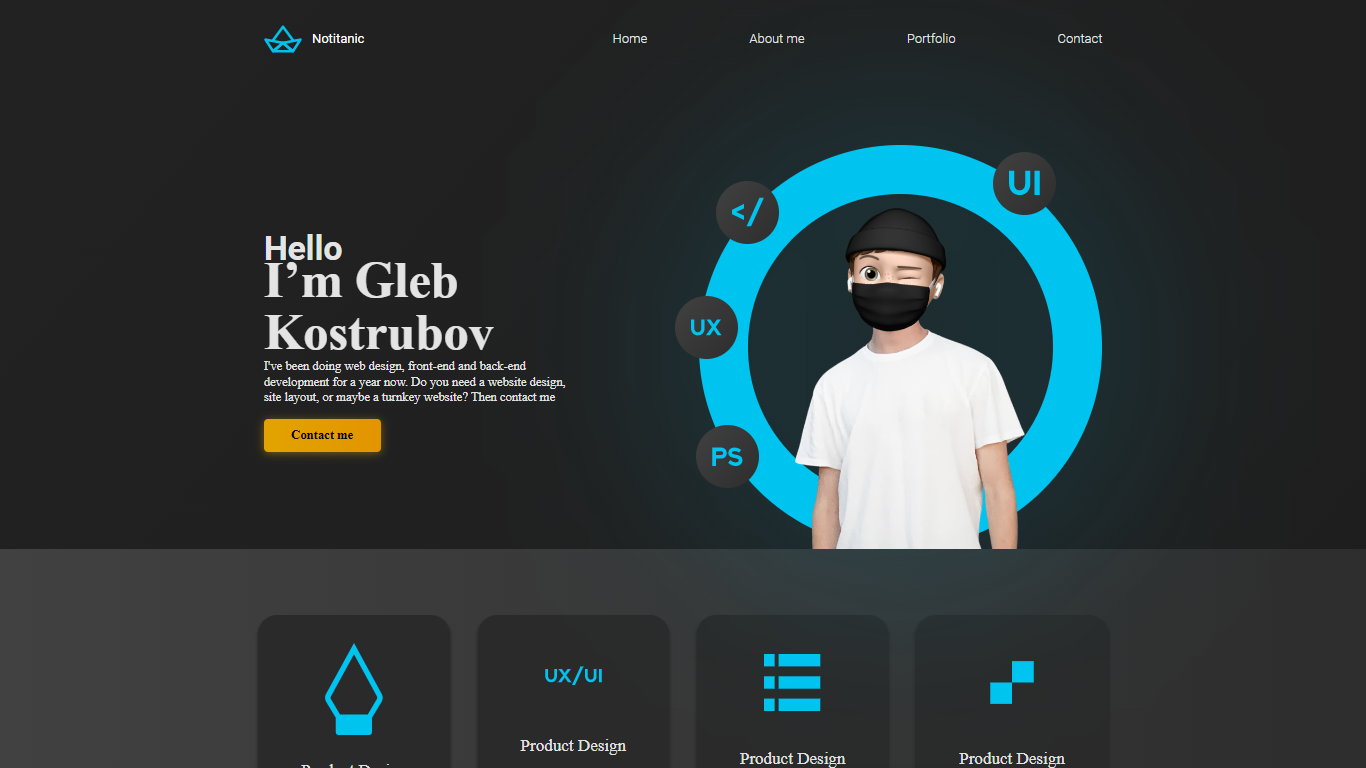 Notitanic
Home
About me
Portfolio
Contact
UI
</
UX
PS
Hello
I’m Gleb
Kostrubov
I've been doing web design, front-end and back-end
development for a year now. Do you need a website design,
site layout, or maybe a turnkey website? Then contact me
Contact me
UX/UI
Product Design
Product Design
Product Design